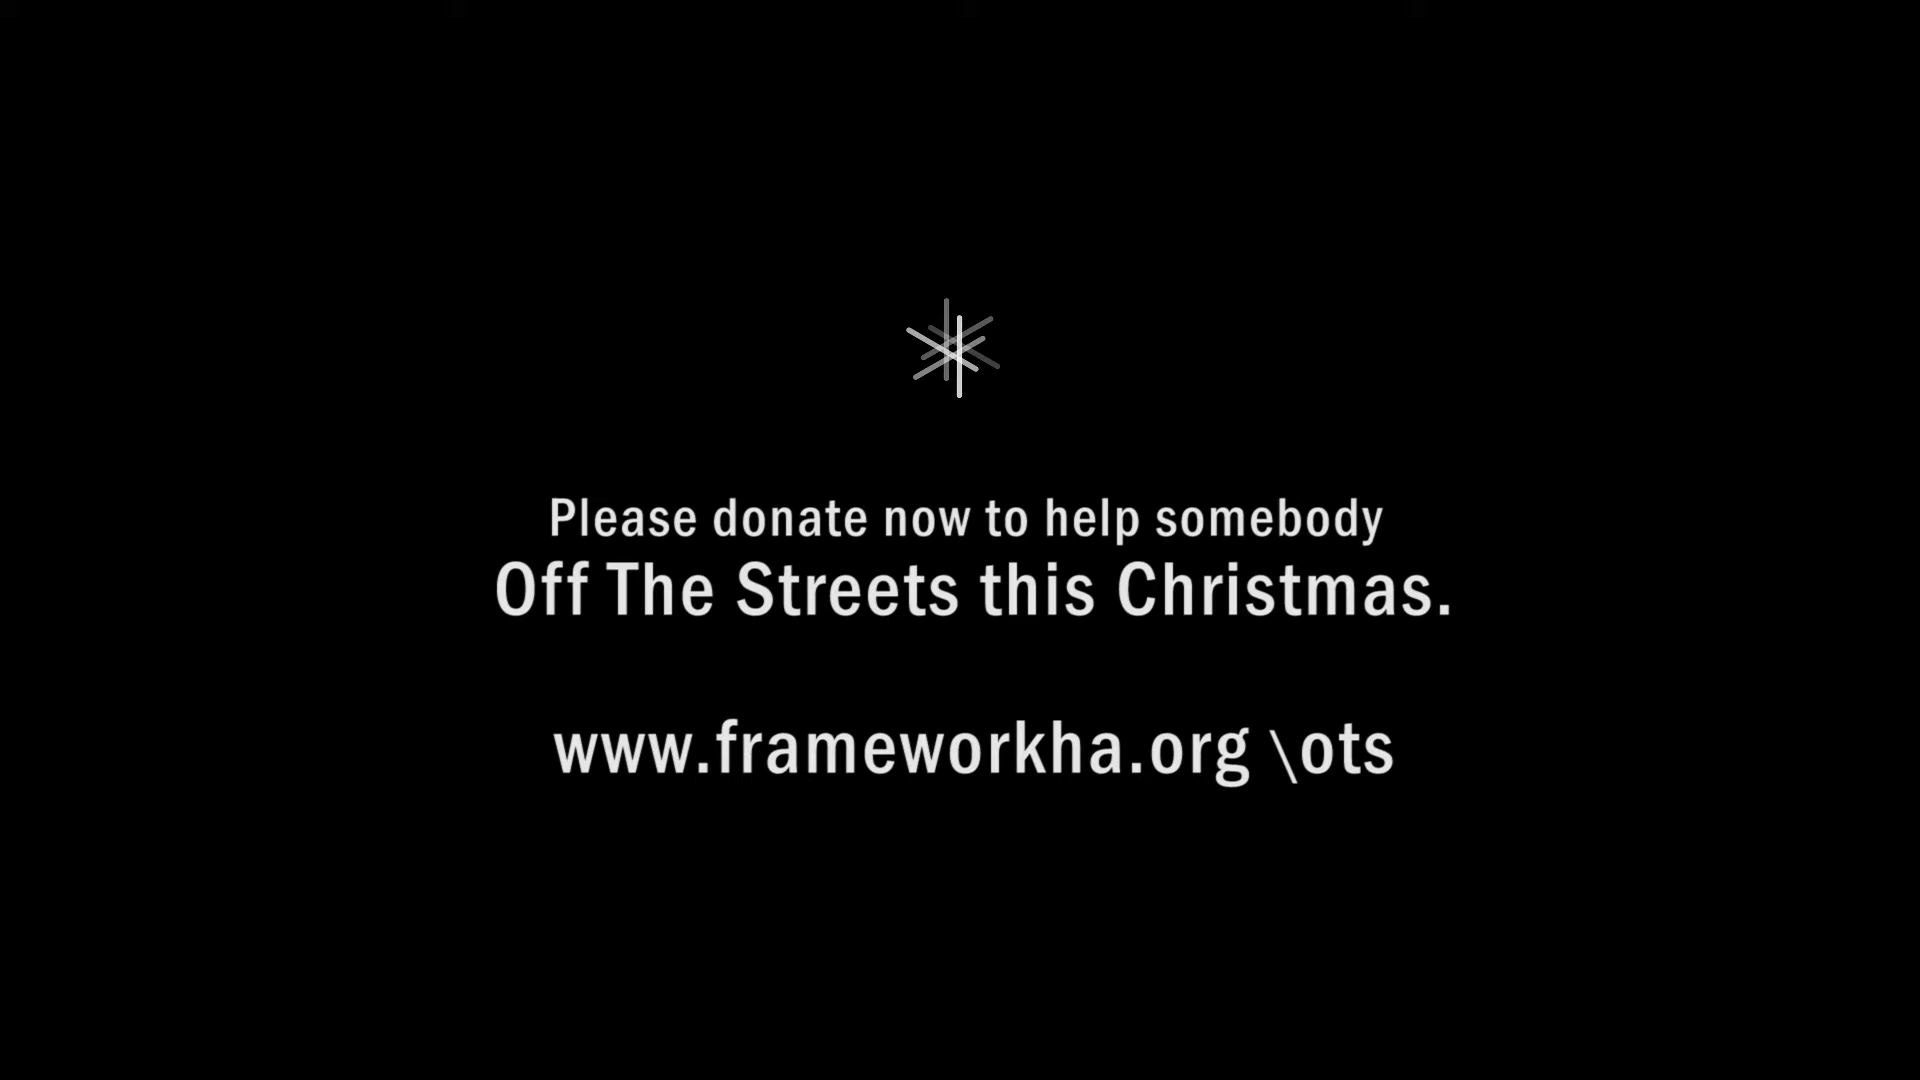 Please donate now to help somebody
Off The Streets this Christmas.
www.frameworkha.org \ots